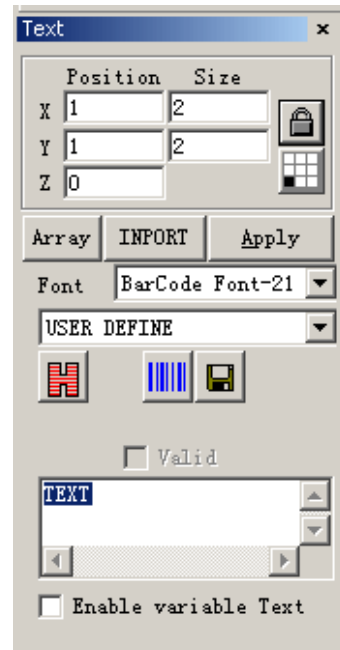 Text
Position Size
X 1 2
Y 1 2
Z 0
Array INPORT Apply
Font BarCode Font-21
USER DEFINE
Valid
TEXT
Enable variable Text